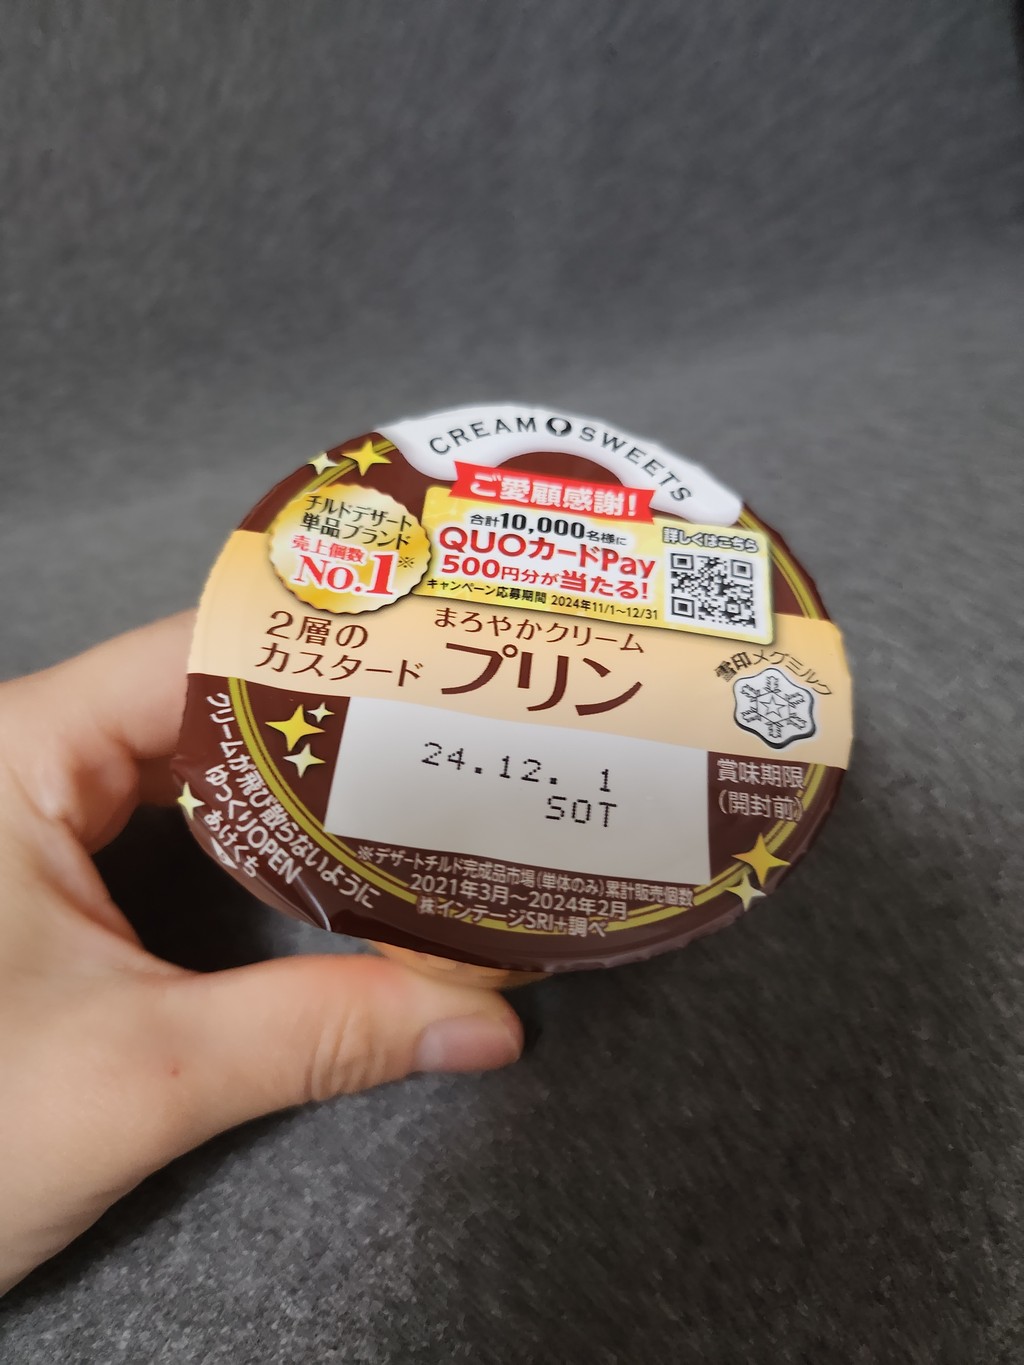 CREAM SWEETS
チルドデザート
単品ブランド
売上個数
No.1※
ご愛顧感謝!
合計10,000名様に
QUOカードPay
500円分が当たる!
キャンペーン応募期間 2024年11/1~12/31
詳しくはこちら
2層の
カスタード
まろやかクリーム
プリン
雪印メグミルク
24.12. 1
SOT
賞味期限
(開封前)
クリームが飛び散らないように
ゆっくりOPEN
あけくち
※デザートチルド完成品市場(単体のみ)累計販売個数
2021年3月~2024年2月
㈱インテージSRI+調べ